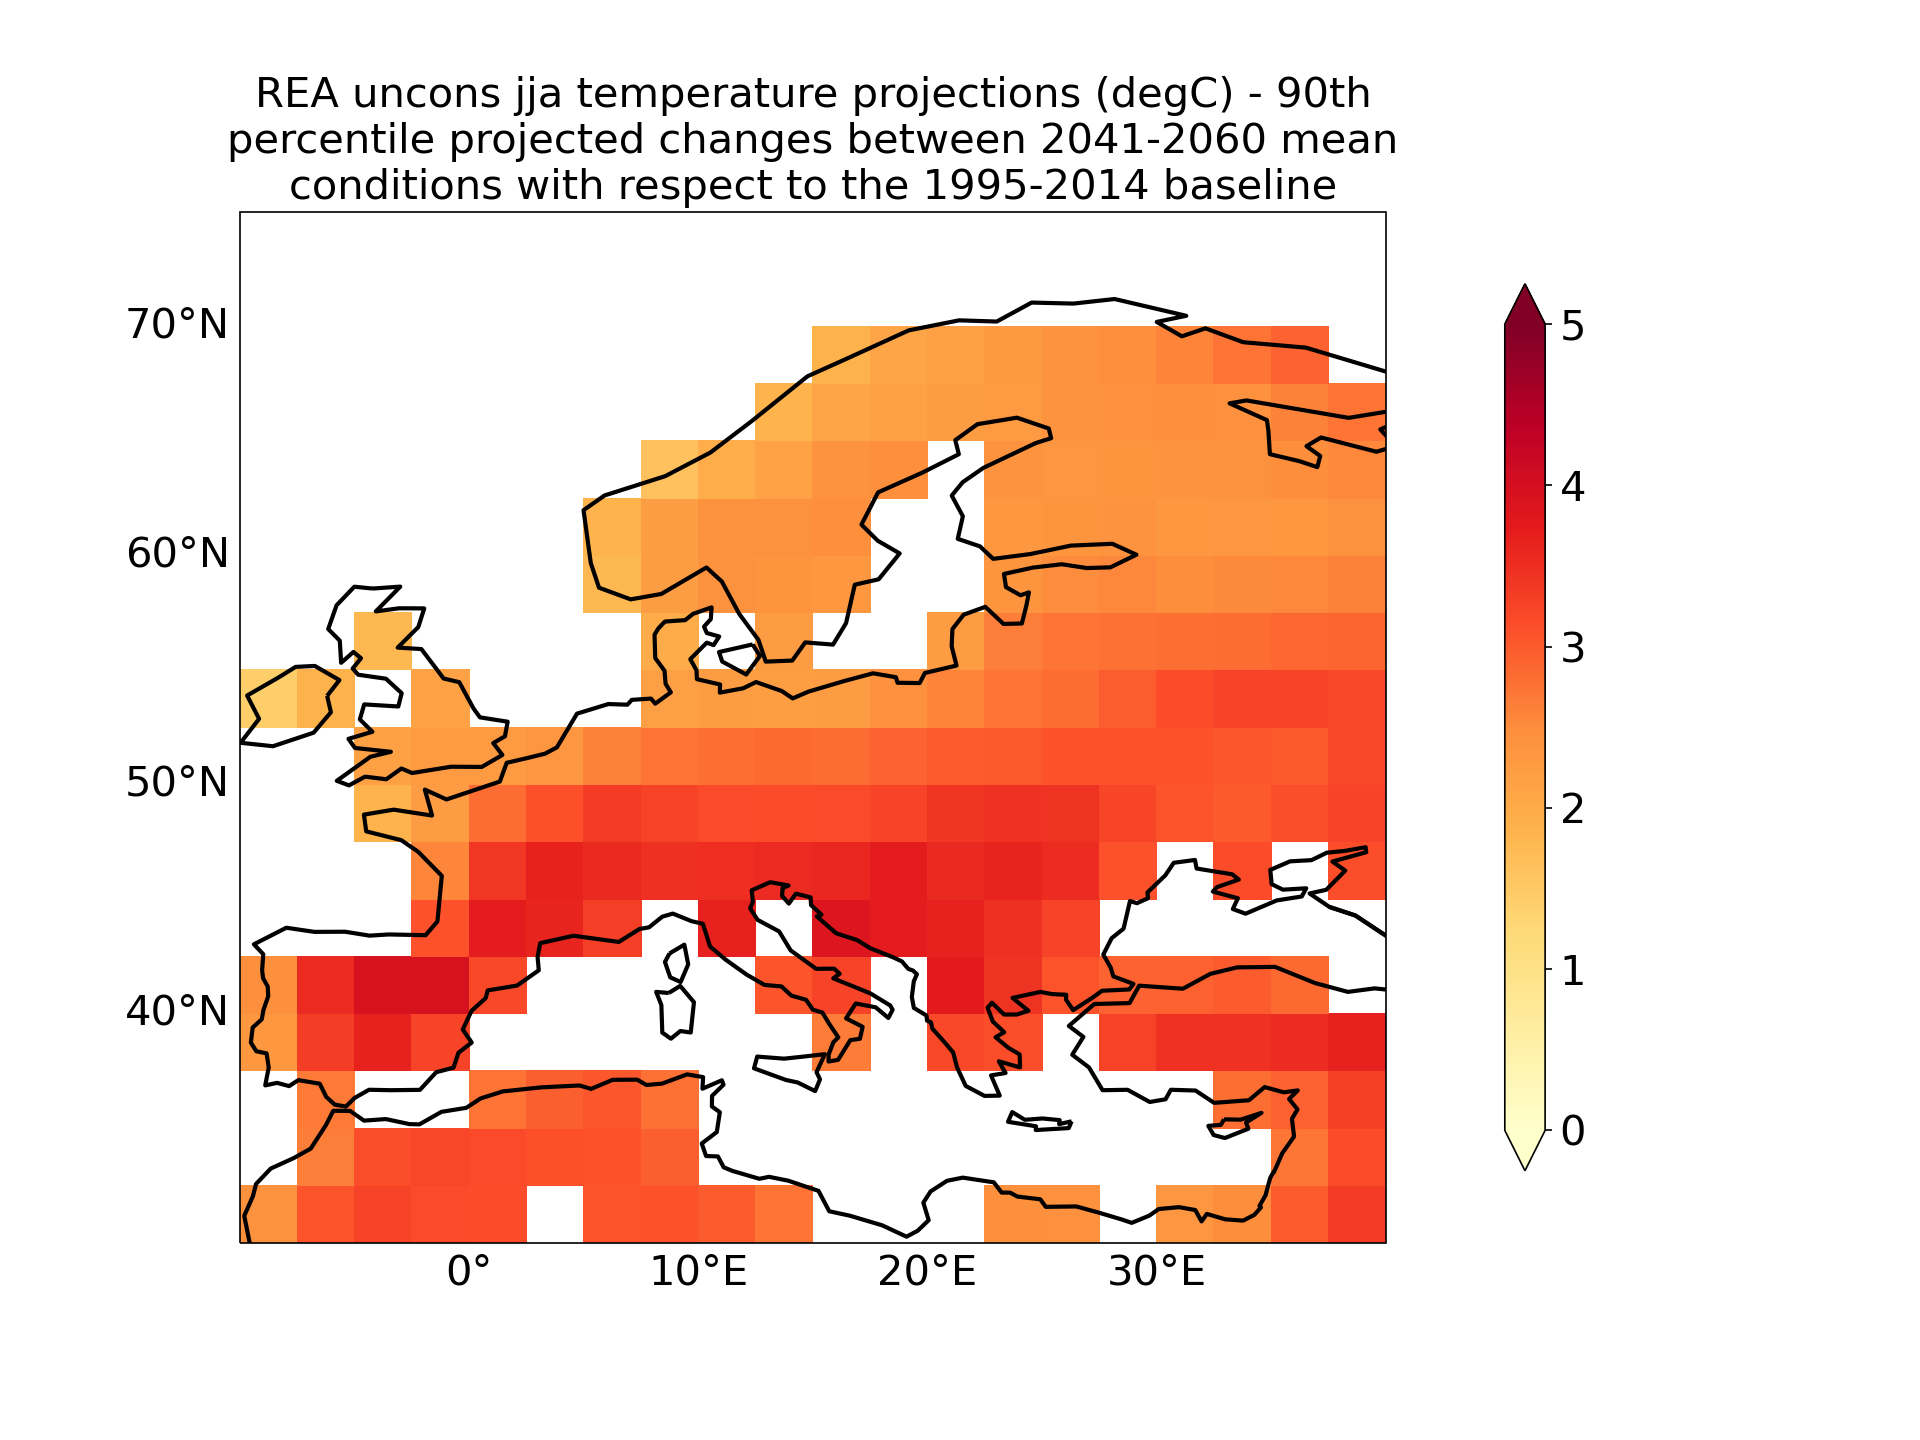 REA uncons jja temperature projections (degC) - 90th
percentile projected changes between 2041-2060 mean
conditions with respect to the 1995-2014 baseline
70°N
60°N
50°N
40°N
0°
10°E
20°E
30°E
5
4
3
2
1
0